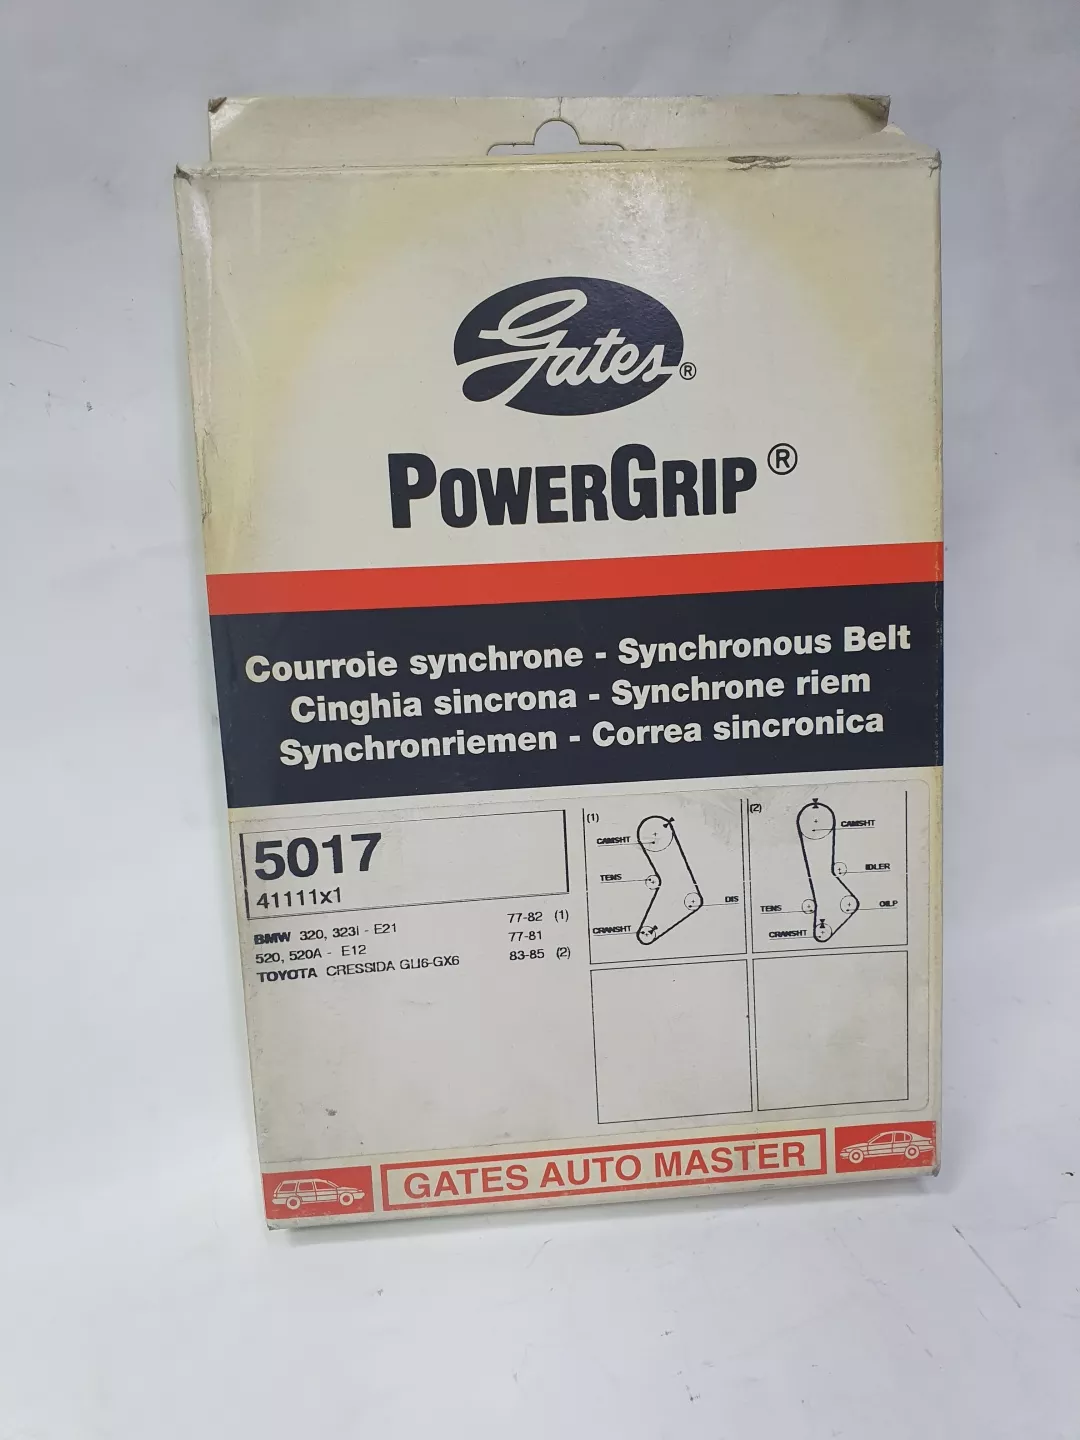 Gates®
POWERGRIP®
Courroie synchrone - Synchronous Belt
Cinghia sincrona - Synchrone riem
Synchronriemen - Correa sincronica
5017
41111x1
BMW 320, 323i - E21 77-82 (1)
520, 520A - E12 77-81
TOYOTA CRESSIDA GLI6-GX6 83-85 (2)
(1)
CAMSHT
TENS
DIS
CRANSHT
(2)
CAMSHT
IDLER
TENS
OILP
CRANSHT
GATES AUTO MASTER